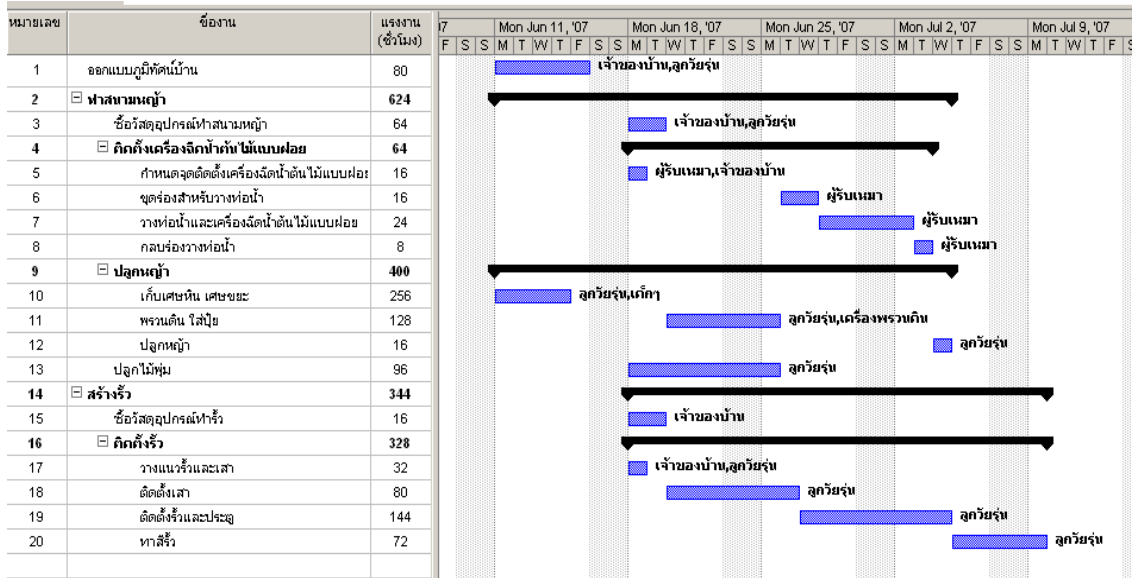 หมายเลข ชื่องาน แรงงาน (ชั่วโมง)
07 Mon Jun 11, '07 Mon Jun 18, '07 Mon Jun 25, '07 Mon Jul 2, '07 Mon Jul 9, '07
F S S M T W T F S S M T W T F S S M T W T F S S M T W T F S S M T W T F S
1 ออกแบบภูมิทัศน์บ้าน 80 เจ้าของบ้าน,ลูกวัยรุ่น
2 ทำสนามหญ้า 624
3 ซื้อวัสดุอุปกรณ์ทำสนามหญ้า 64 เจ้าของบ้าน,ลูกวัยรุ่น
4 ติดตั้งเครื่องฉีดน้ำต้นไม้แบบฝอย 64
5 กำหนดจุดติดตั้งเครื่องฉีดน้ำต้นไม้แบบฝอย 16 ผู้รับเหมา,เจ้าของบ้าน
6 ขุดร่องสำหรับวางท่อน้ำ 16 ผู้รับเหมา
7 วางท่อน้ำและเครื่องฉีดน้ำต้นไม้แบบฝอย 24 ผู้รับเหมา
8 กลบร่องวางท่อน้ำ 8 ผู้รับเหมา
9 ปลูกหญ้า 400
10 เก็บเศษหิน เศษขยะ 256 ลูกวัยรุ่น,เด็กๆ
11 พรวนดิน ใส่ปุ๋ย 128 ลูกวัยรุ่น,เครื่องพรวนดิน
12 ปลูกหญ้า 16 ลูกวัยรุ่น
13 ปลูกไม้พุ่ม 96 ลูกวัยรุ่น
14 สร้างรั้ว 344
15 ซื้อวัสดุอุปกรณ์ทำรั้ว 16 เจ้าของบ้าน
16 ติดตั้งรั้ว 328
17 วางแนวรั้วและเสา 32 เจ้าของบ้าน,ลูกวัยรุ่น
18 ติดตั้งเสา 80 ลูกวัยรุ่น
19 ติดตั้งรั้วและประตู 144 ลูกวัยรุ่น
20 ทาสีรั้ว 72 ลูกวัยรุ่น